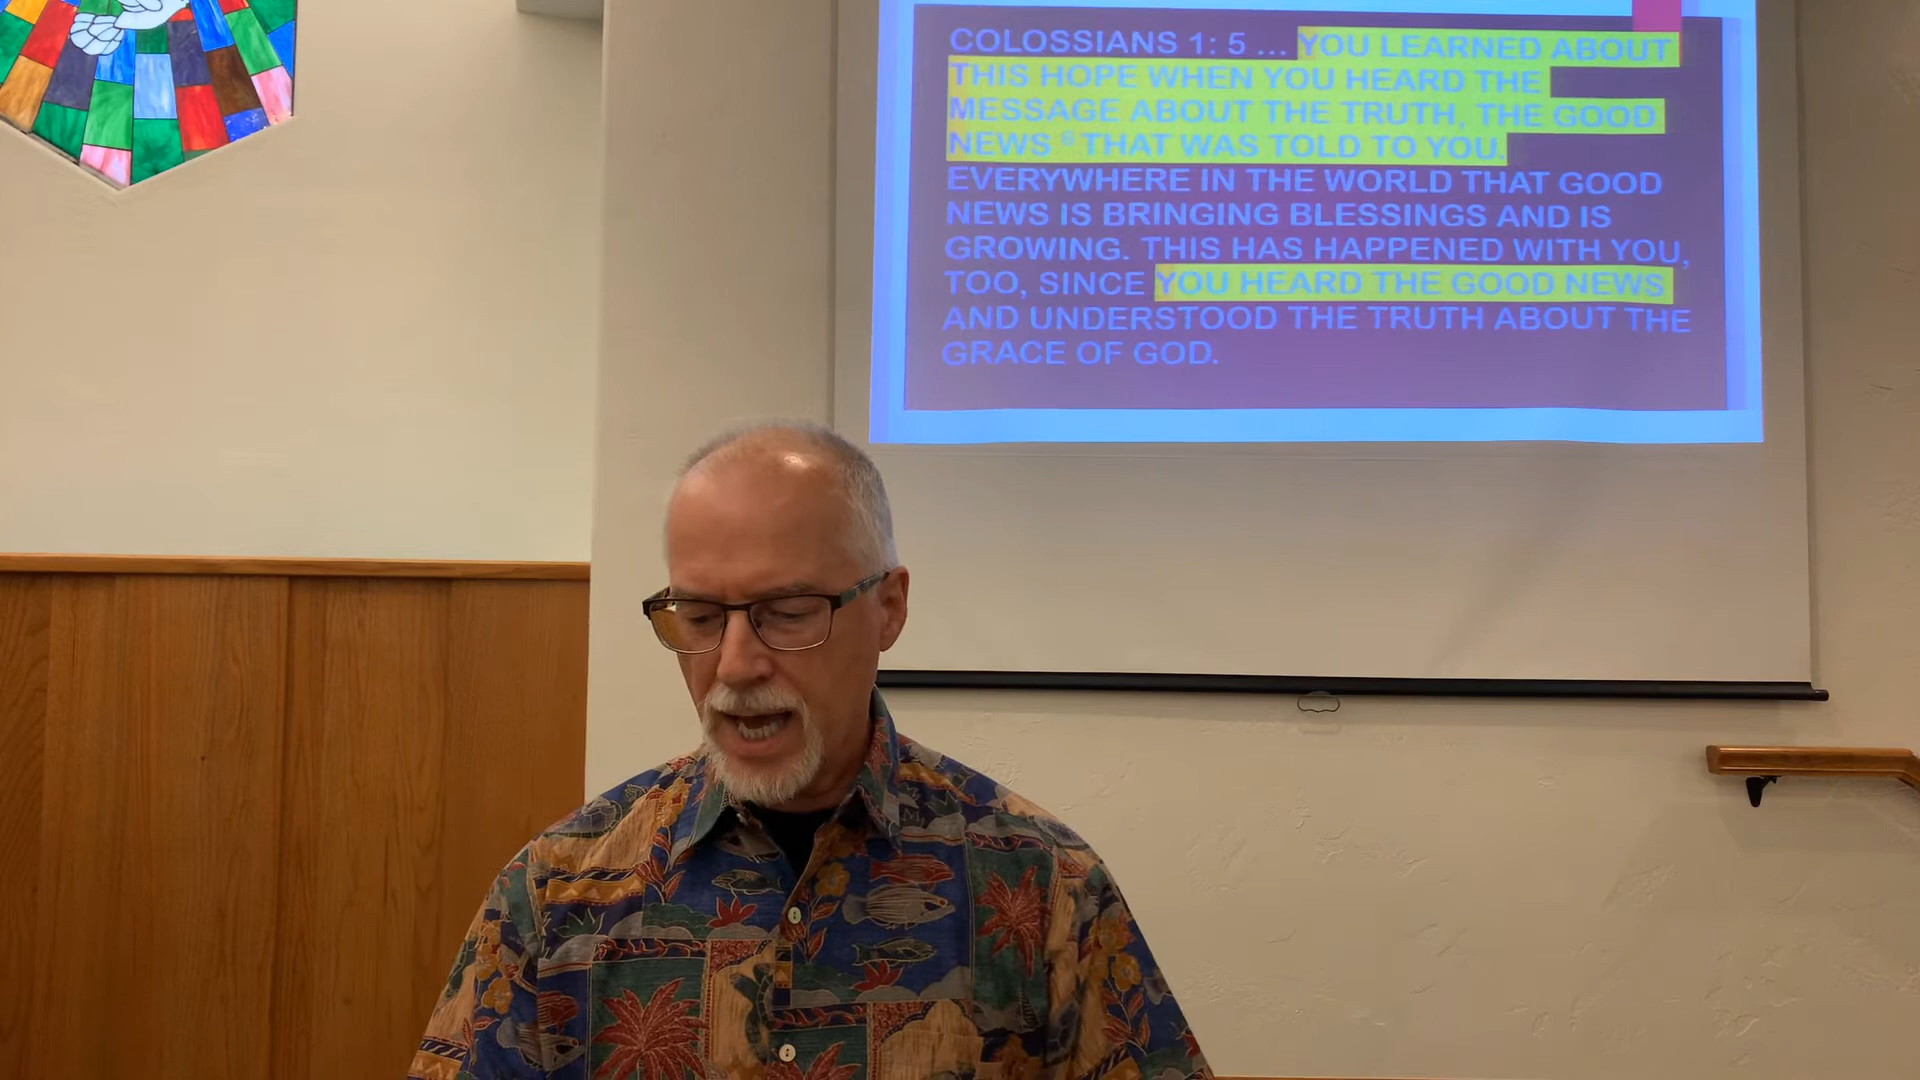 COLOSSIANS 1: 5 ... YOU LEARNED ABOUT
THIS HOPE WHEN YOU HEARD THE
MESSAGE ABOUT THE TRUTH, THE GOOD
NEWS 6 THAT WAS TOLD TO YOU.
EVERYWHERE IN THE WORLD THAT GOOD
NEWS IS BRINGING BLESSINGS AND IS
GROWING. THIS HAS HAPPENED WITH YOU,
TOO, SINCE YOU HEARD THE GOOD NEWS
AND UNDERSTOOD THE TRUTH ABOUT THE
GRACE OF GOD.